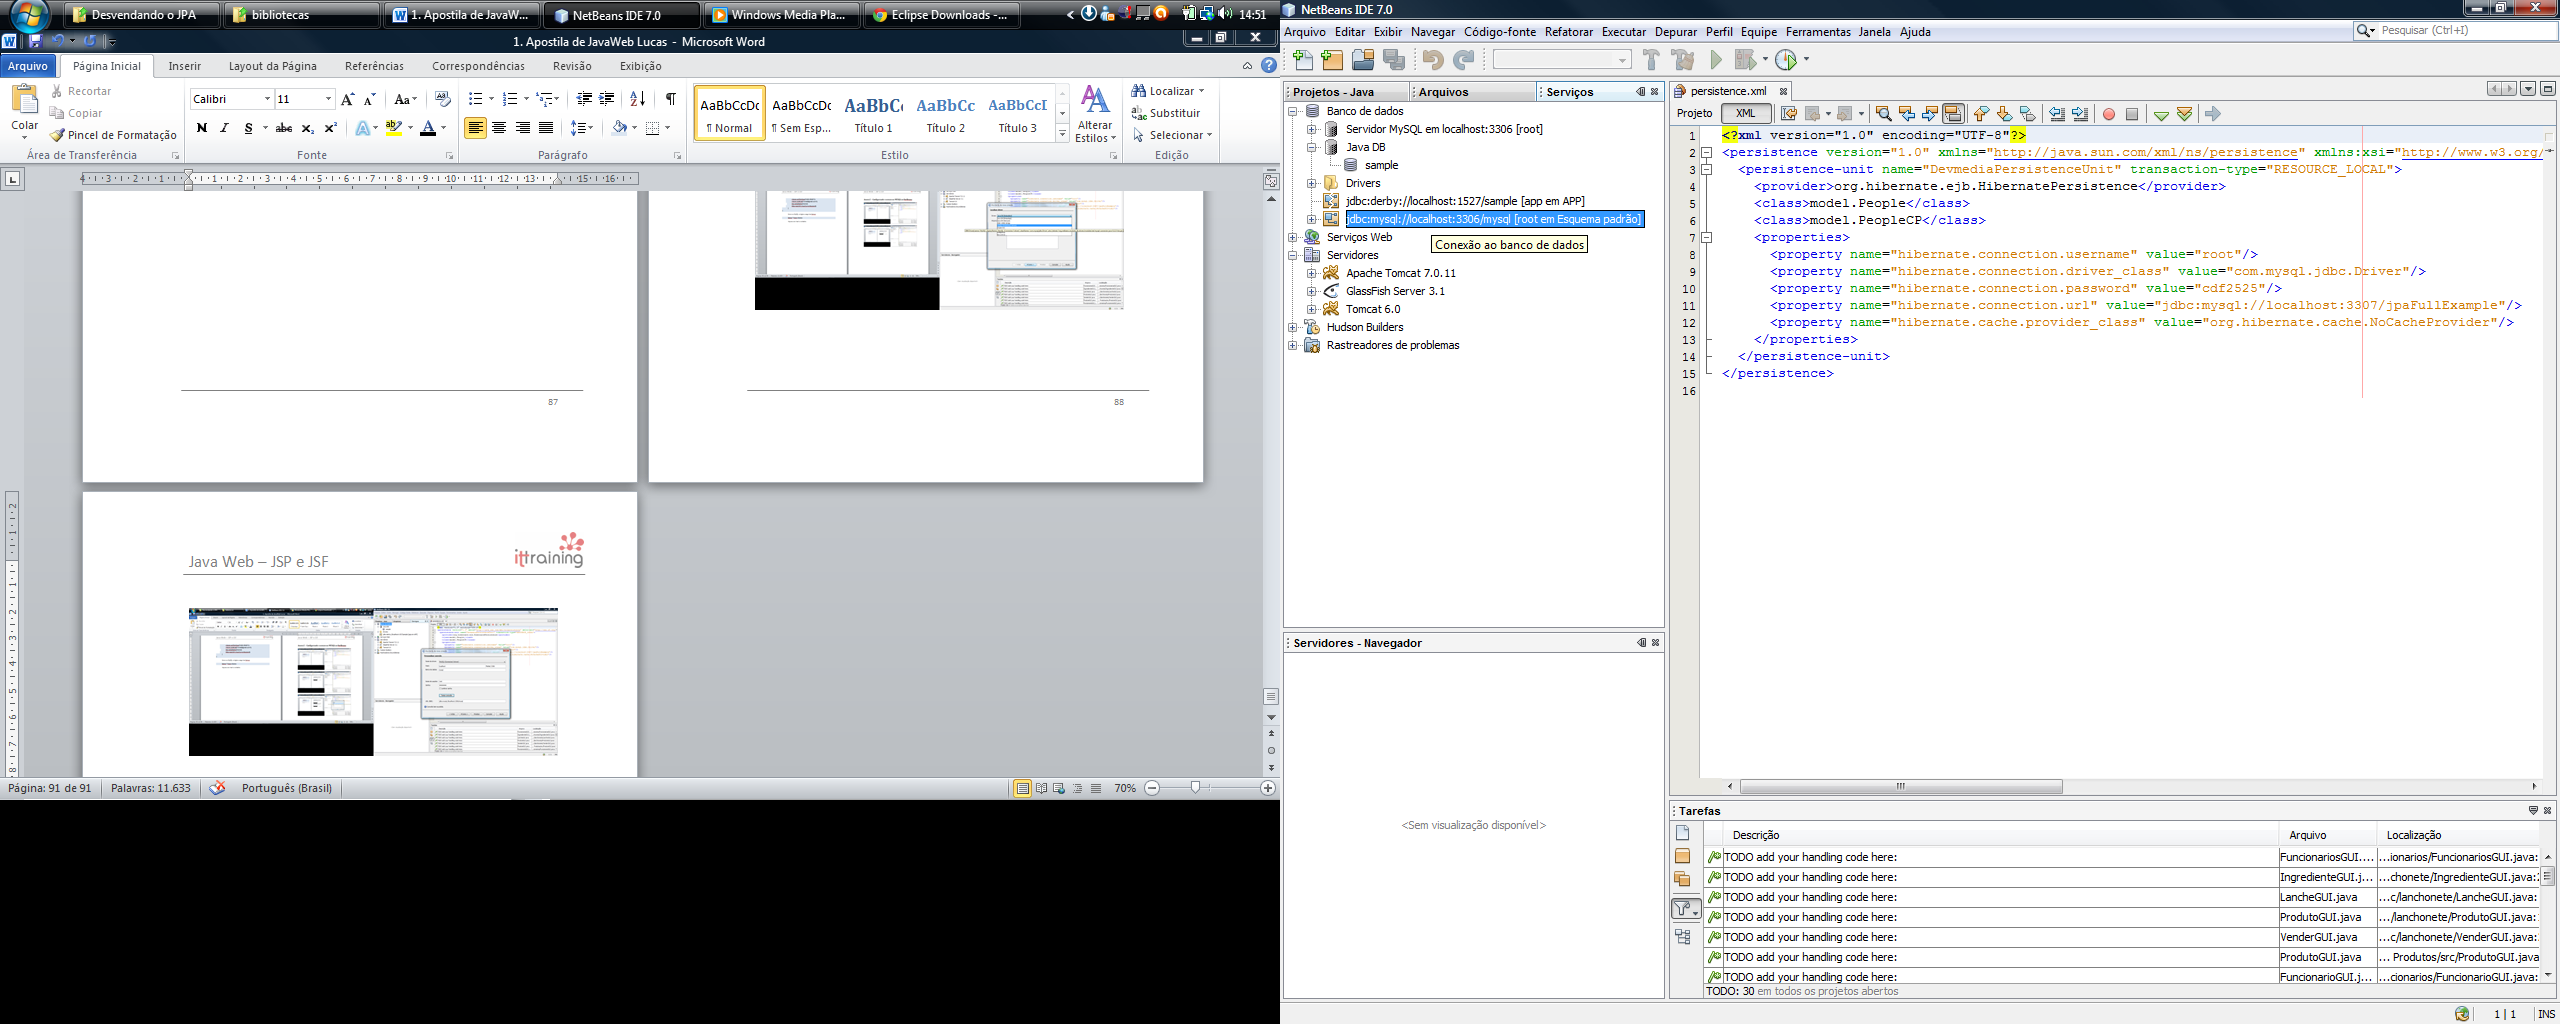 Desvendando o JPA
bibliotecas
1. Apostila de JavaW...
NetBeans IDE 7.0
Windows Media Pla...
Eclipse Downloads -...
14:51
1. Apostila de JavaWeb Lucas - Microsoft Word
Arquivo
Página Inicial
Inserir
Layout da Página
Referências
Correspondências
Revisão
Exibição
Colar
Recortar
Copiar
Pincel de Formatação
Área de Transferência
Calibri
11
Fonte
Parágrafo
AaBbCcDc
¶ Normal
AaBbCcDc
¶ Sem Esp...
AaBbC
Título 1
AaBbCc
Título 2
AaBbCcI
Título 3
Alterar Estilos
Estilo
Localizar
Substituir
Selecionar
Edição
87
88
Java Web – JSP e JSF
ittraining
Página: 91 de 91
Palavras: 11.633
Português (Brasil)
70%
NetBeans IDE 7.0
Arquivo Editar Exibir Navegar Código-fonte Refatorar Executar Depurar Perfil Equipe Ferramentas Janela Ajuda
Pesquisar (Ctrl+I)
Projetos - Java
Arquivos
Serviços
Banco de dados
Servidor MySQL em localhost:3306 [root]
Java DB
sample
Drivers
jdbc:derby://localhost:1527/sample [app em APP]
jdbc:mysql://localhost:3306/mysql [root em Esquema padrão]
Serviços Web
Conexão ao banco de dados
Servidores
Apache Tomcat 7.0.11
GlassFish Server 3.1
Tomcat 6.0
Hudson Builders
Rastreadores de problemas
Servidores - Navegador
<Sem visualização disponível>
persistence.xml
Projeto
XML
1 <?xml version="1.0" encoding="UTF-8"?>
2 <persistence version="1.0" xmlns="http://java.sun.com/xml/ns/persistence" xmlns:xsi="http://www.w3.org/
3 <persistence-unit name="DevmediaPersistenceUnit" transaction-type="RESOURCE_LOCAL">
4 <provider>org.hibernate.ejb.HibernatePersistence</provider>
5 <class>model.People</class>
6 <class>model.PeopleCP</class>
7 <properties>
8 <property name="hibernate.connection.username" value="root"/>
9 <property name="hibernate.connection.driver_class" value="com.mysql.jdbc.Driver"/>
10 <property name="hibernate.connection.password" value="cdf2525"/>
11 <property name="hibernate.connection.url" value="jdbc:mysql://localhost:3307/jpaFullExample"/>
12 <property name="hibernate.cache.provider_class" value="org.hibernate.cache.NoCacheProvider"/>
13 </properties>
14 </persistence-unit>
15 </persistence>
16
Tarefas
Descrição Arquivo Localização
TODO add your handling code here: FuncionariosGUI.... ...ionarios/FuncionariosGUI.java:
TODO add your handling code here: IngredienteGUI.j... ...chonete/IngredienteGUI.java:
TODO add your handling code here: LancheGUI.java ...c/lanchonete/LancheGUI.java:
TODO add your handling code here: ProdutoGUI.java .../lanchonete/ProdutoGUI.java:
TODO add your handling code here: VenderGUI.java ...c/lanchonete/VenderGUI.java:
TODO add your handling code here: ProdutoGUI.java ... Produtos/src/ProdutoGUI.java
TODO add your handling code here: FuncionarioGUI.j... ...cionarios/FuncionarioGUI.java:
TODO: 30 em todos os projetos abertos
1 | 1
INS